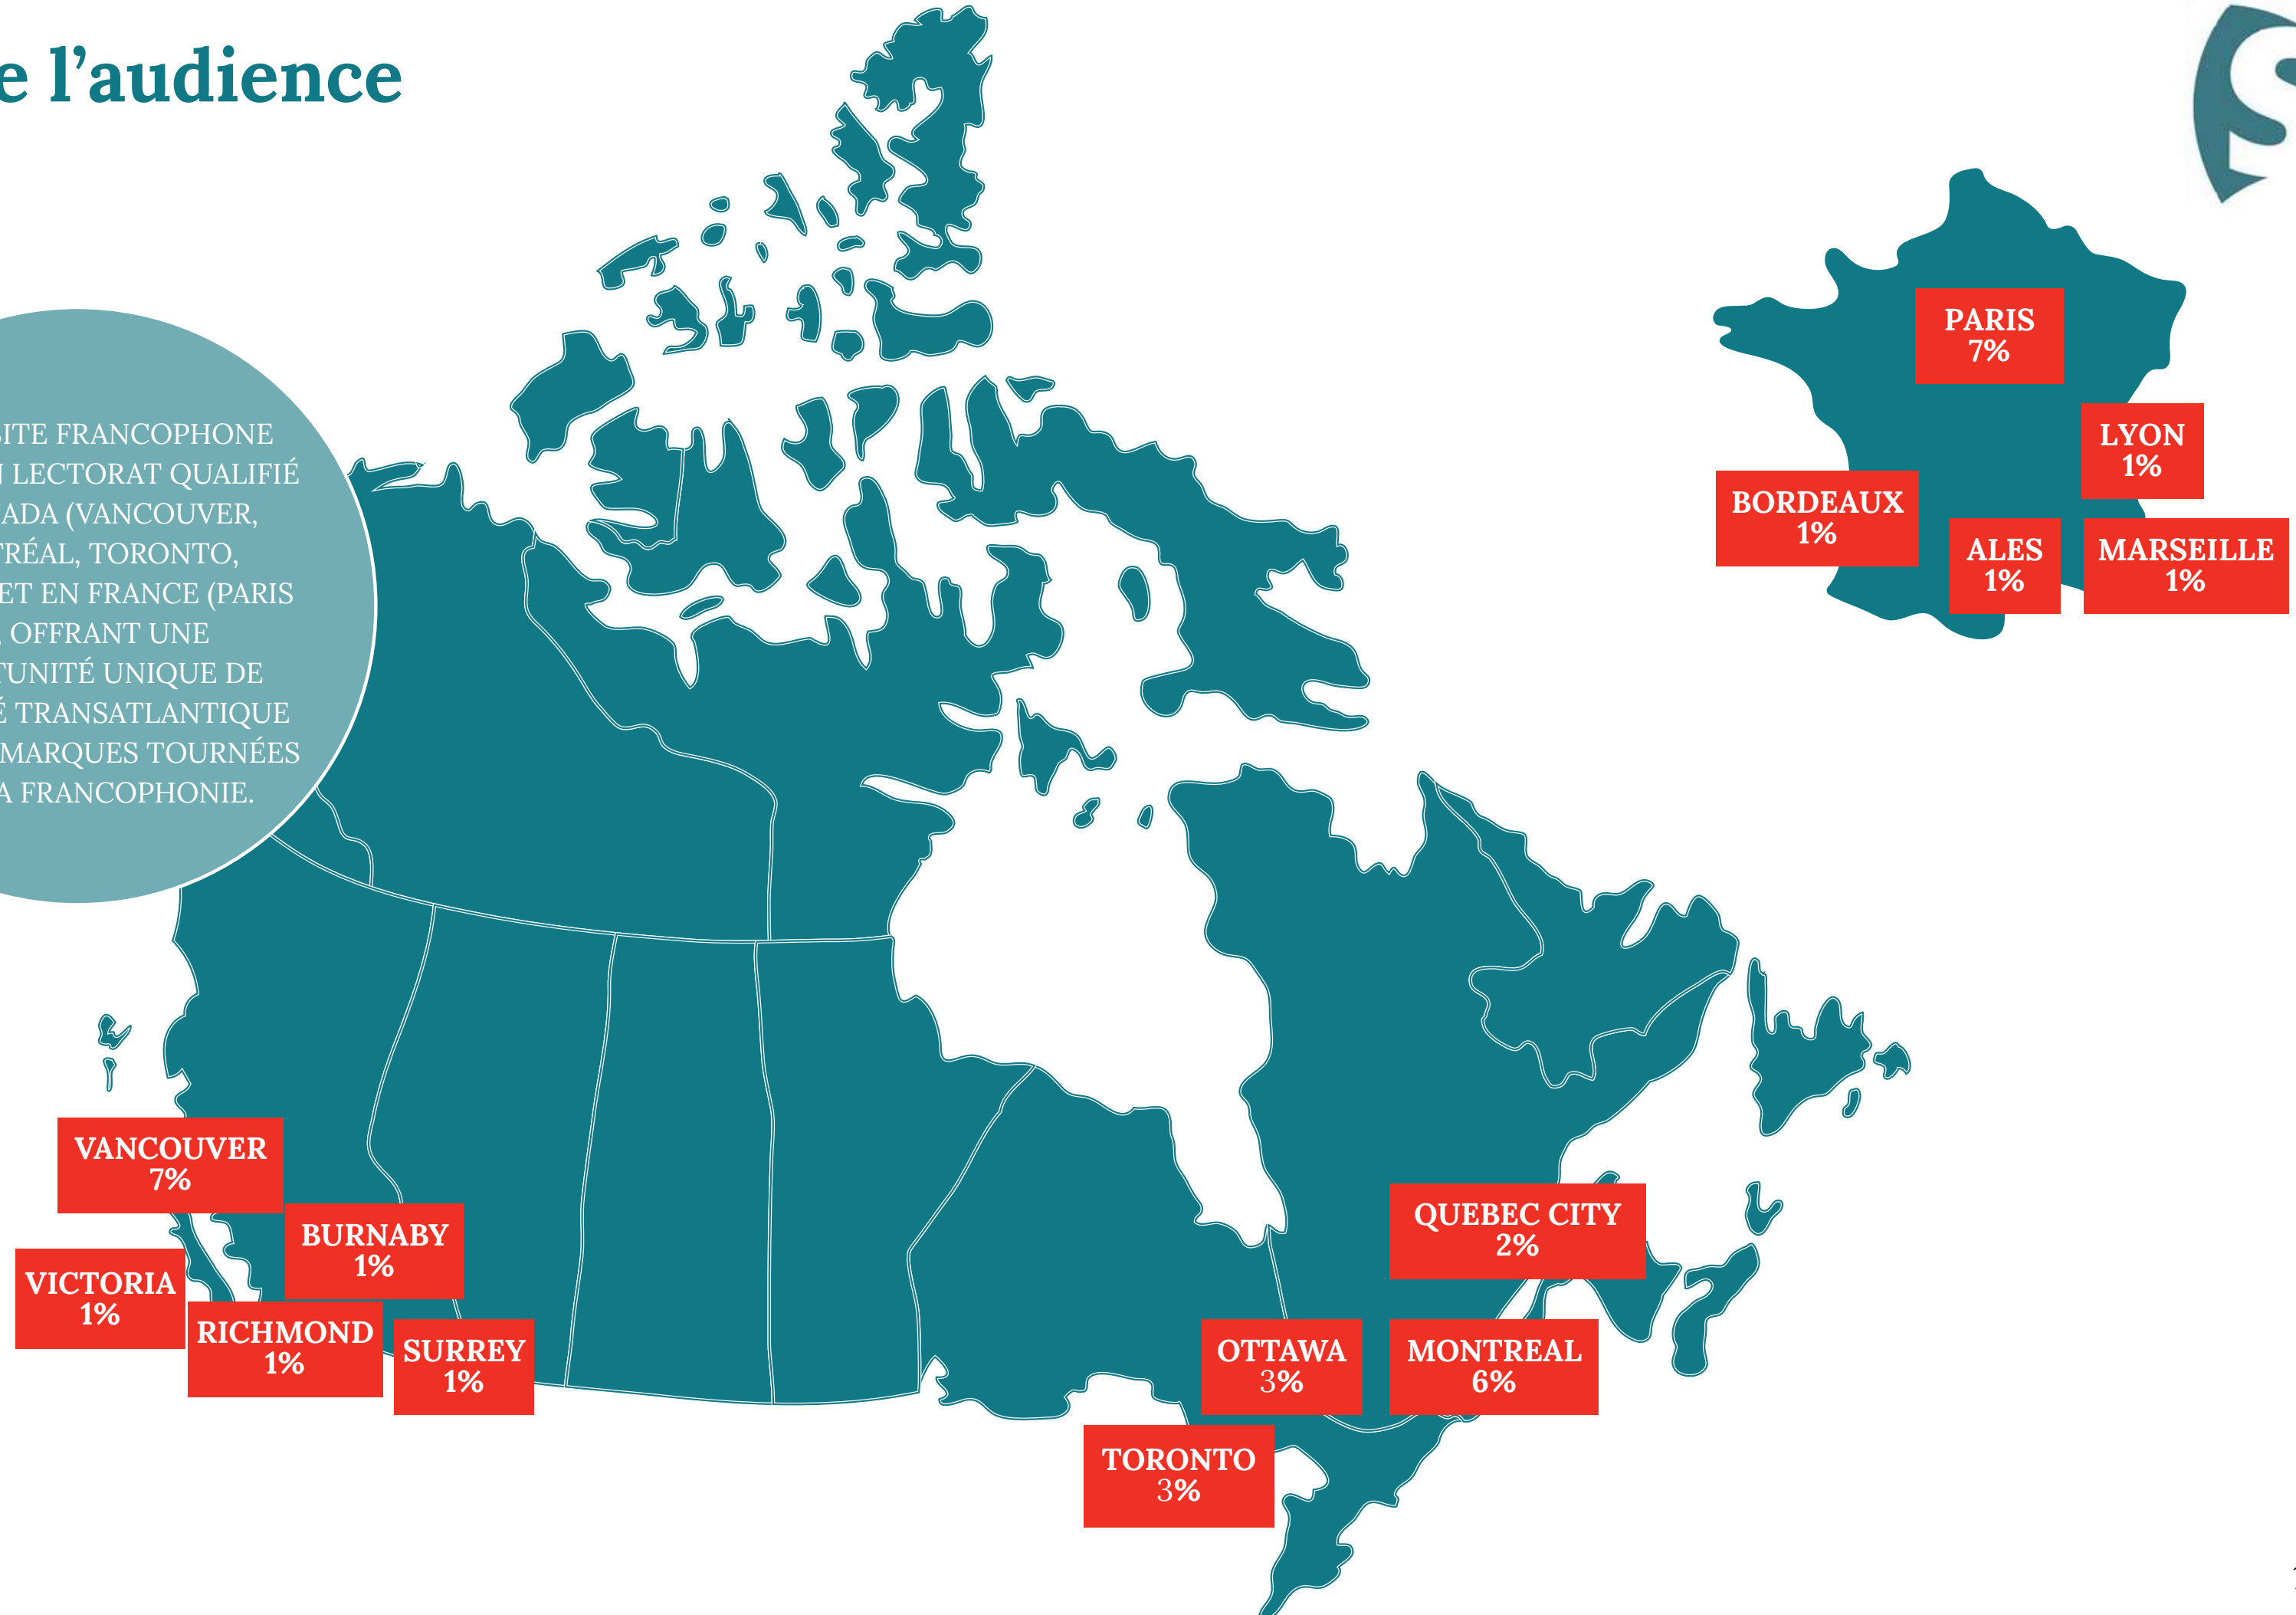 e l’audience
SITE FRANCOPHONE
N LECTORAT QUALIFIÉ
ADA (VANCOUVER,
TRÉAL, TORONTO,
ET EN FRANCE (PARIS
OFFRANT UNE
TUNITÉ UNIQUE DE
É TRANSATLANTIQUE
MARQUES TOURNÉES
A FRANCOPHONIE.
PARIS
7%
LYON
1%
BORDEAUX
1%
ALES
1%
MARSEILLE
1%
VANCOUVER
7%
BURNABY
1%
VICTORIA
1%
RICHMOND
1%
SURREY
1%
QUEBEC CITY
2%
OTTAWA
3%
MONTREAL
6%
TORONTO
3%